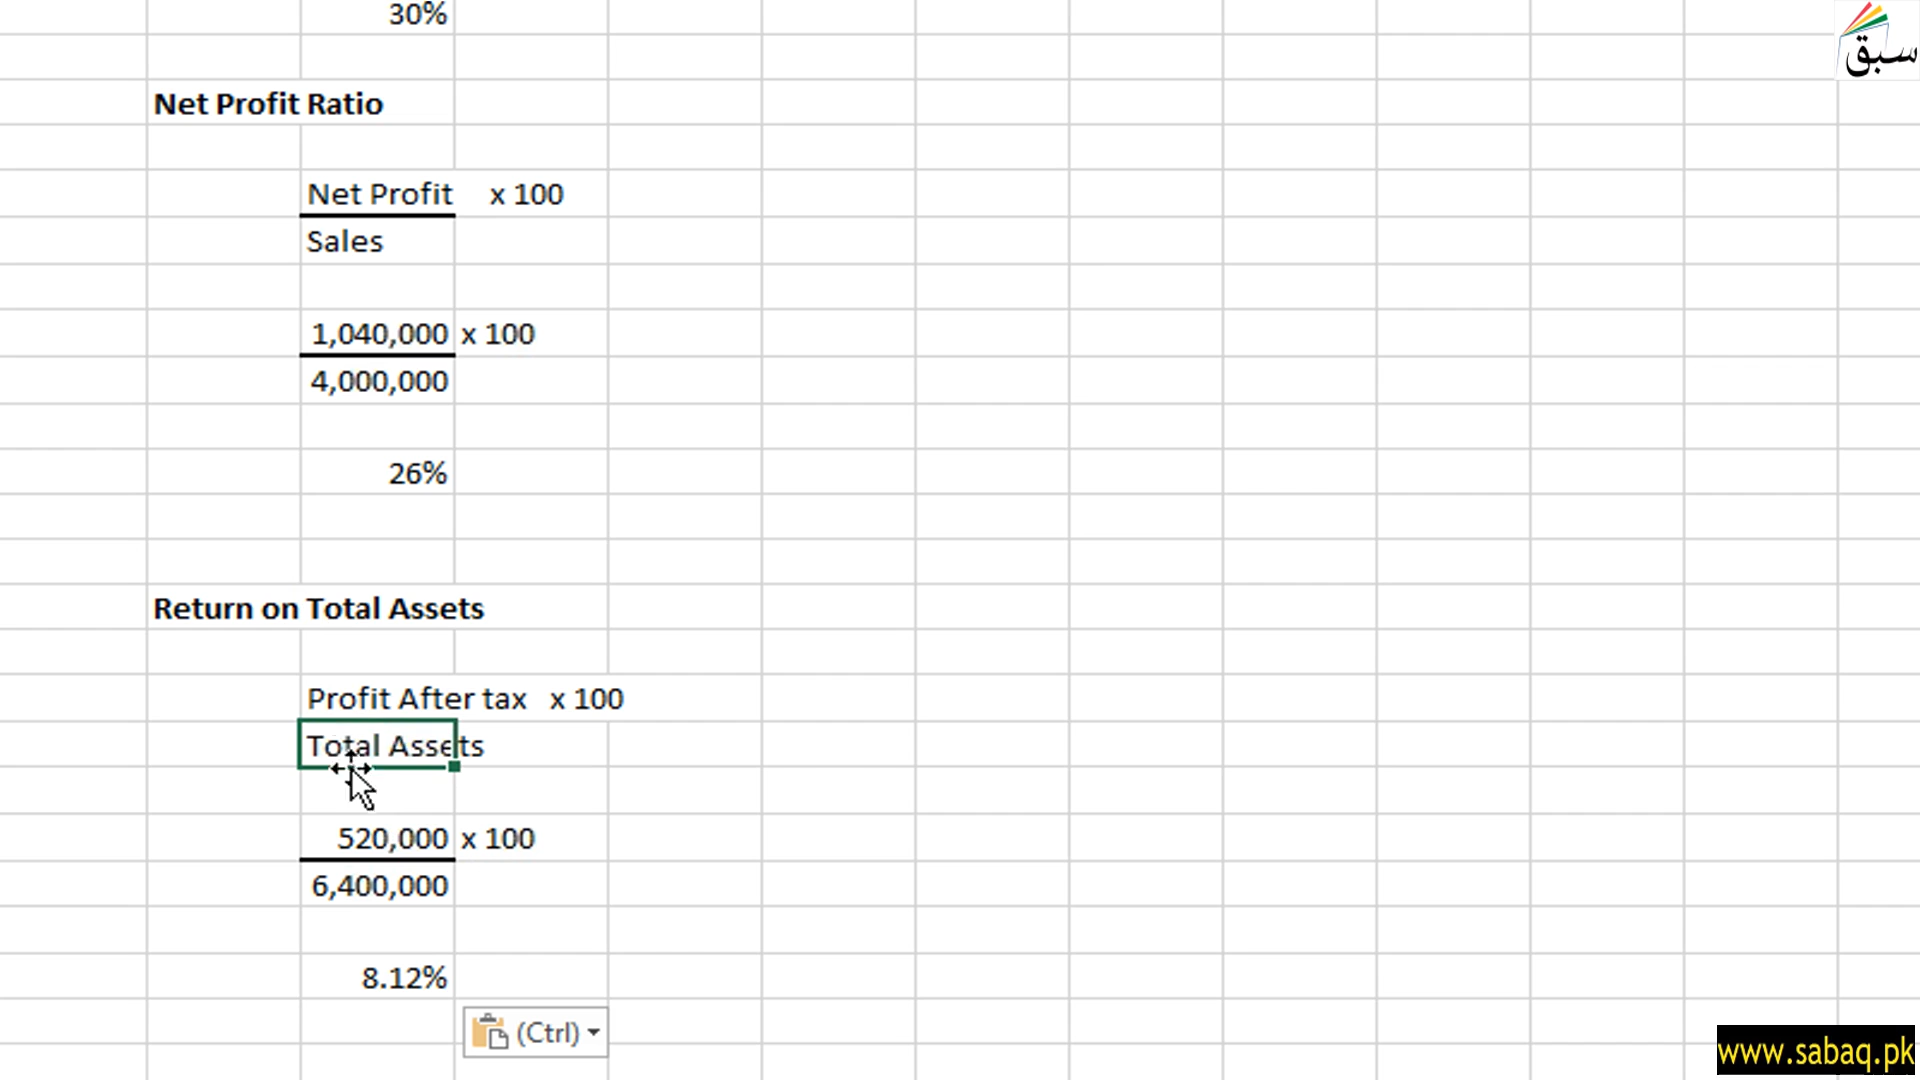 30%
سبق
Net Profit Ratio
Net Profit x 100
Sales
1,040,000 x 100
4,000,000
26%
Return on Total Assets
Profit After tax x 100
Total Assets
520,000 x 100
6,400,000
8.12%
(Ctrl)
www.sabaq.pk